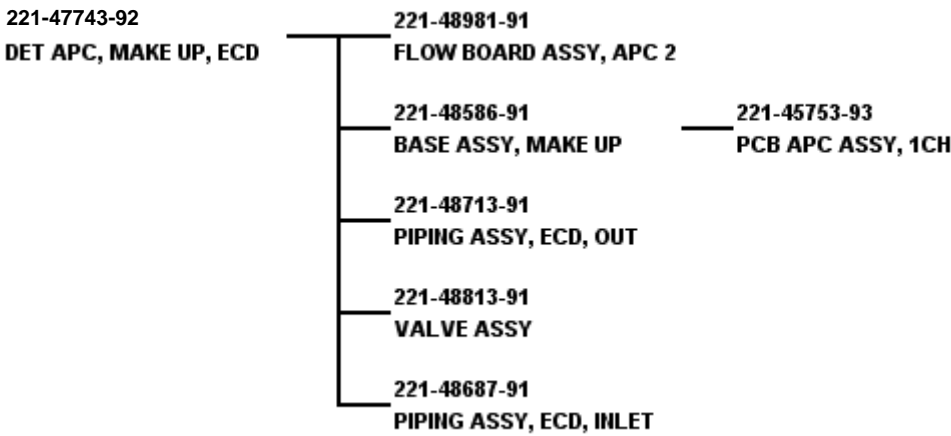 221-47743-92
DET APC, MAKE UP, ECD
221-48981-91
FLOW BOARD ASSY, APC 2
221-48586-91
BASE ASSY, MAKE UP
221-45753-93
PCB APC ASSY, 1CH
221-48713-91
PIPING ASSY, ECD, OUT
221-48813-91
VALVE ASSY
221-48687-91
PIPING ASSY, ECD, INLET